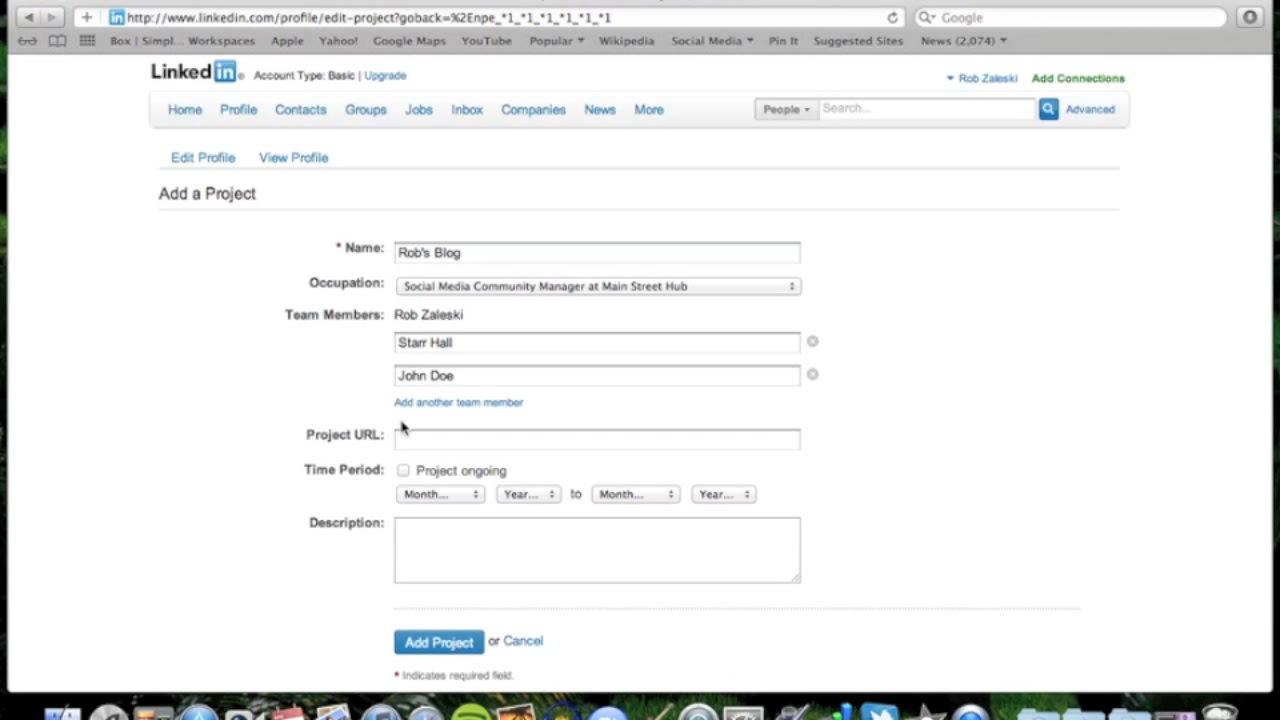 http://www.linkedin.com/profile/edit-project?goback=%2Enpe_*1_*1_*1_*1_*1_*1
Google
Box | Simpl... Workspaces Apple Yahoo! Google Maps YouTube Popular Wikipedia Social Media Pin It Suggested Sites News (2,074)
Linked in Account Type: Basic | Upgrade
Rob Zaleski Add Connections
Home Profile Contacts Groups Jobs Inbox Companies News More
People Search... Advanced
Edit Profile View Profile
Add a Project
* Name: Rob's Blog
Occupation: Social Media Community Manager at Main Street Hub
Team Members: Rob Zaleski
Starr Hall
John Doe
Add another team member
Project URL:
Time Period: Project ongoing
Month... Year... to Month... Year...
Description:
Add Project or Cancel
* Indicates required field.